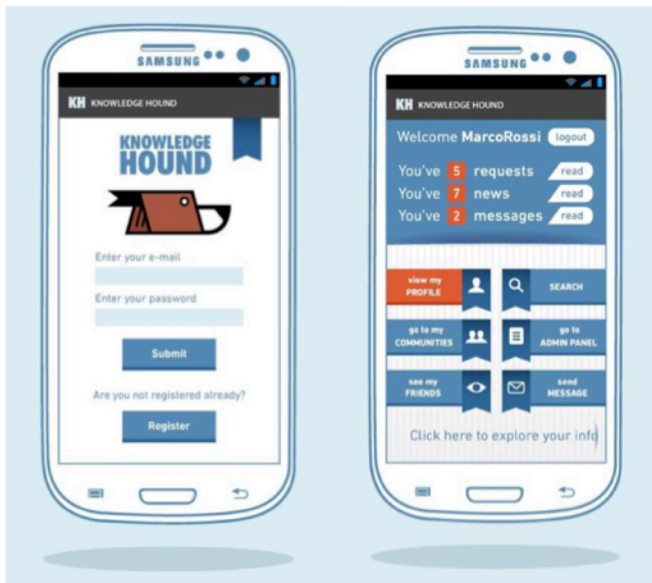 SAMSUNG
KH KNOWLEDGE HOUND
KNOWLEDGE
HOUND
Enter your e-mail
Enter your password
Submit
Are you not registered already?
Register
SAMSUNG
KH KNOWLEDGE HOUND
Welcome MarcoRossi logout
You've 5 requests read
You've 7 news read
You've 2 messages read
view my
PROFILE
SEARCH
go to my
COMMUNITIES
go to
ADMIN PANEL
see my
FRIENDS
send
MESSAGE
Click here to explore your info